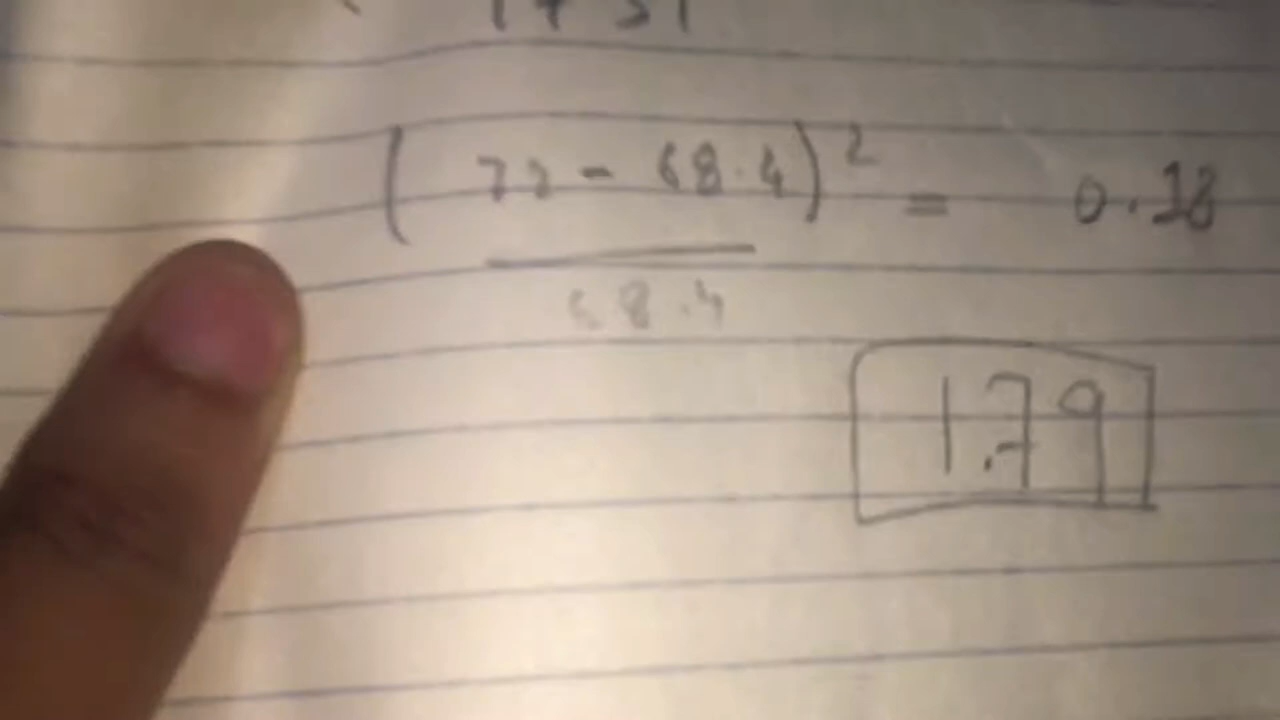 ( 72 - 68.4)² = 0.18
68.4
1.79